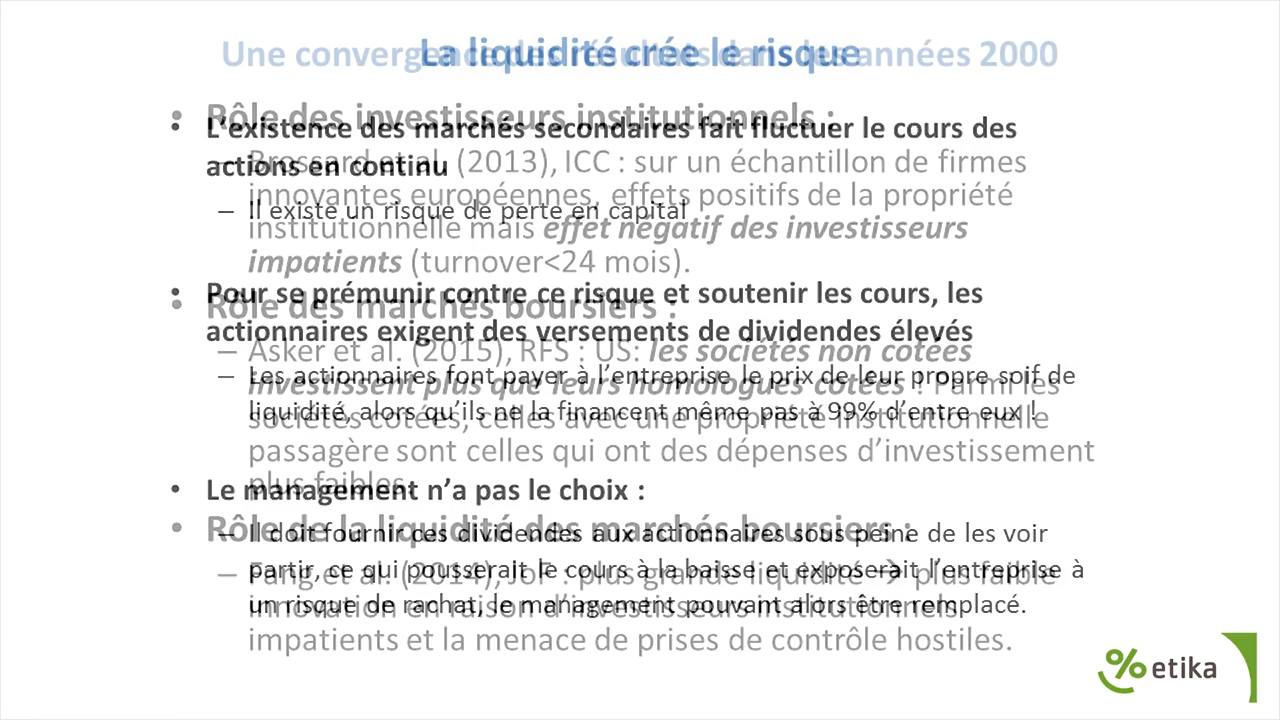 La liquidité crée le risque
• L'existence des marchés secondaires fait fluctuer le cours des
actions en continu
– Il existe un risque de perte en capital
• Pour se prémunir contre ce risque et soutenir les cours, les
actionnaires exigent des versements de dividendes élevés
– Les actionnaires font payer à l'entreprise le prix de leur propre soif de
liquidité, alors qu'ils ne la financent même pas à 99% d'entre eux !
• Le management n'a pas le choix :
– Il doit fournir ces dividendes aux actionnaires sous peine de les voir
partir, ce qui pousserait le cours à la baisse et exposerait l'entreprise à
un risque de rachat, le management pouvant alors être remplacé.
Une convergence des résultats dans les années 2000
• Rôle des investisseurs institutionnels :
– Brossard et al. (2013), ICC : sur un échantillon de firmes
innovantes européennes, effets positifs de la propriété
institutionnelle mais effet négatif des investisseurs
impatients (turnover<24 mois).
• Rôle des marchés boursiers :
– Asker et al. (2015), RFS : US: les sociétés non cotées
investissent plus que leurs homologues cotées ! Parmi les
sociétés cotées, celles avec une propriété institutionnelle
passagère sont celles qui ont des dépenses d'investissement
plus faibles.
• Rôle de la liquidité des marchés boursiers :
– Fang et al. (2014), JoF : plus grande liquidité → plus faible
innovation en raison d'investisseurs institutionnels
impatients et la menace de prises de contrôle hostiles.
% etika